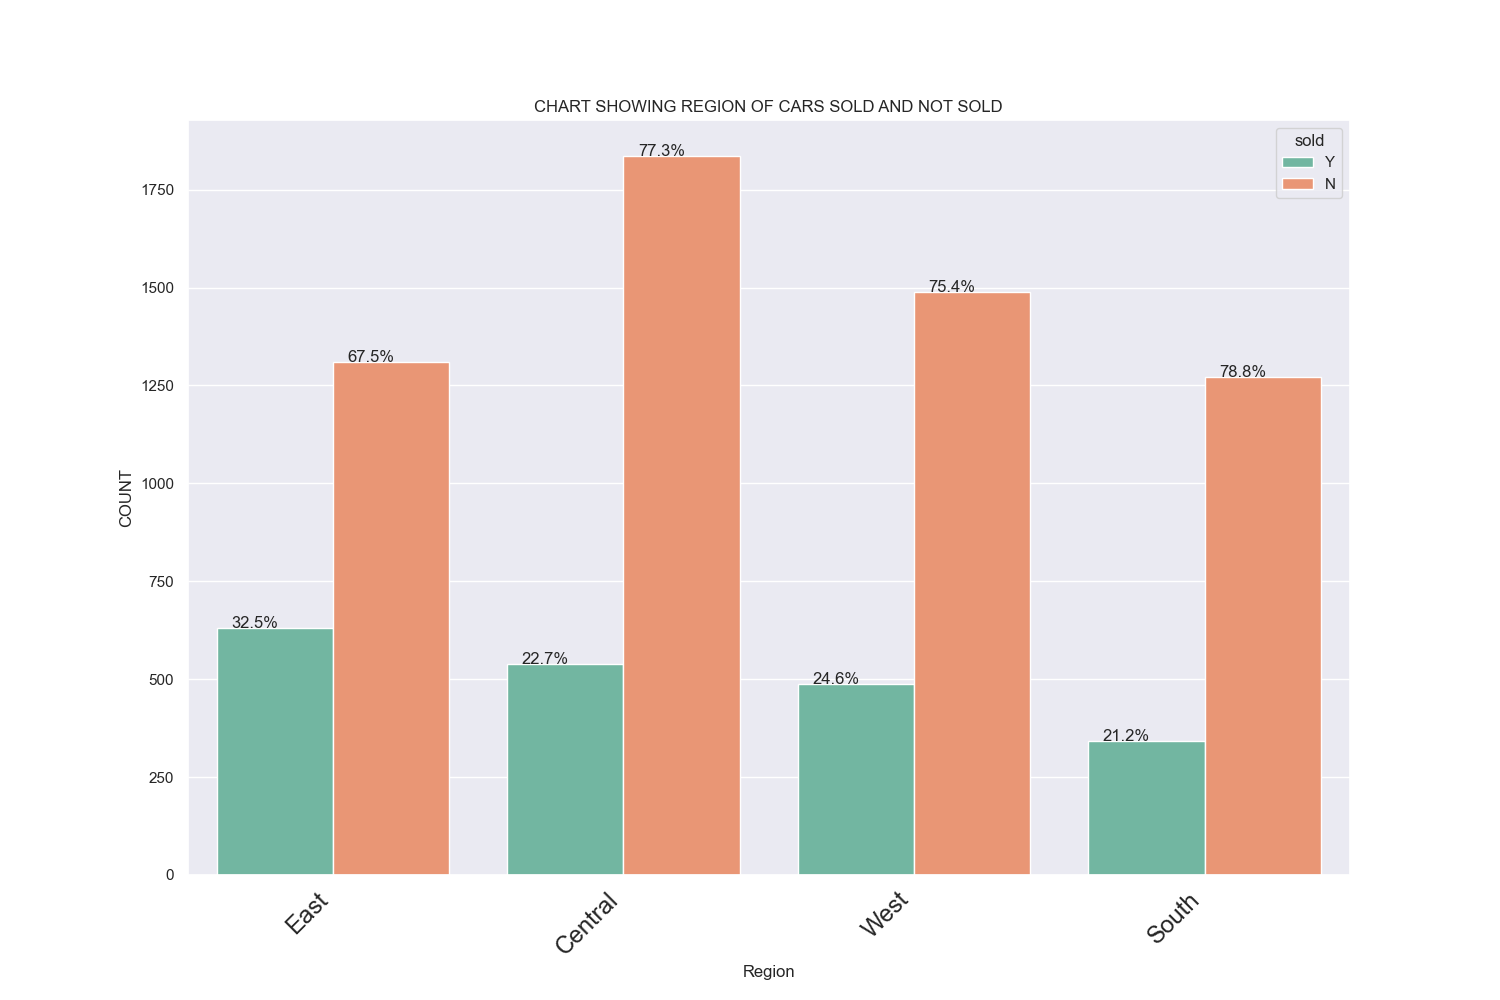 CHART SHOWING REGION OF CARS SOLD AND NOT SOLD
sold
Y
N
77.3%
75.4%
67.5%
78.8%
32.5%
22.7%
24.6%
21.2%
1750
1500
1250
1000
750
500
250
0
COUNT
East
Central
West
South
Region